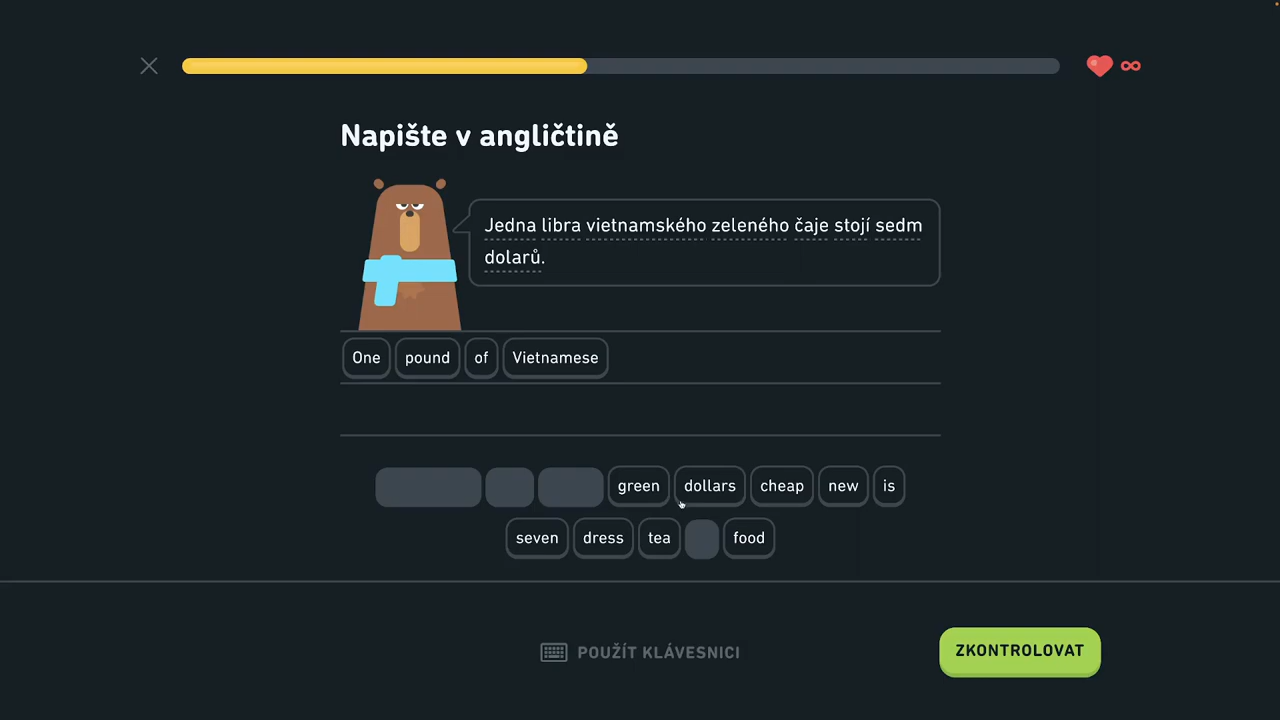 Napište v angličtině
Jedna libra vietnamského zeleného čaje stojí sedm
dolarů.
One pound of Vietnamese
green dollars cheap new is
seven dress tea food
POUŽÍT KLÁVESNICI
ZKONTROLOVAT